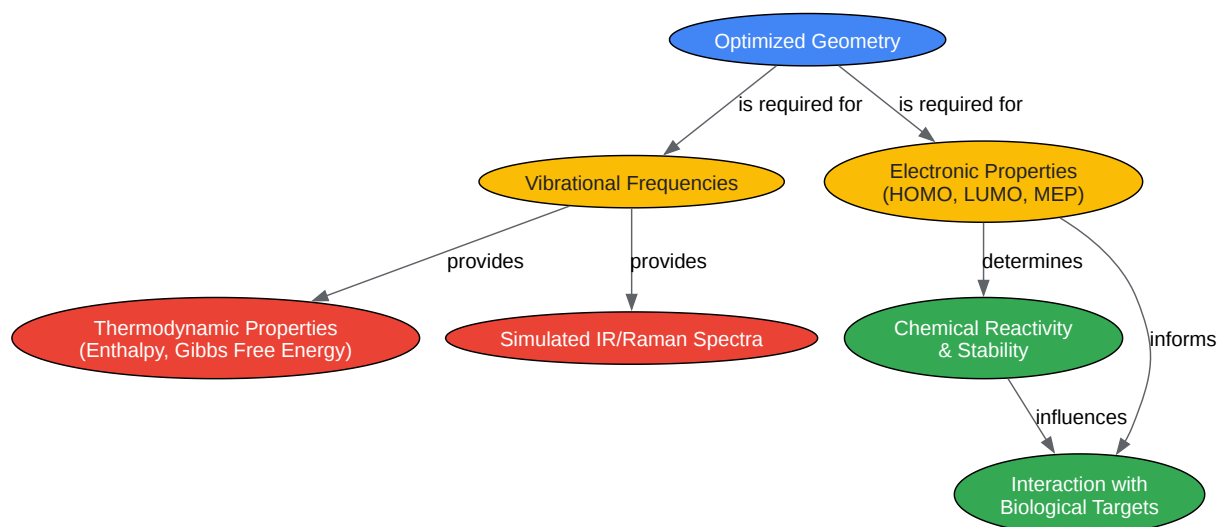 Optimized Geometry
is required for
is required for
Vibrational Frequencies
Electronic Properties
(HOMO, LUMO, MEP)
provides
provides
determines
Thermodynamic Properties
(Enthalpy, Gibbs Free Energy)
Simulated IR/Raman Spectra
Chemical Reactivity
& Stability
informs
influences
Interaction with
Biological Targets